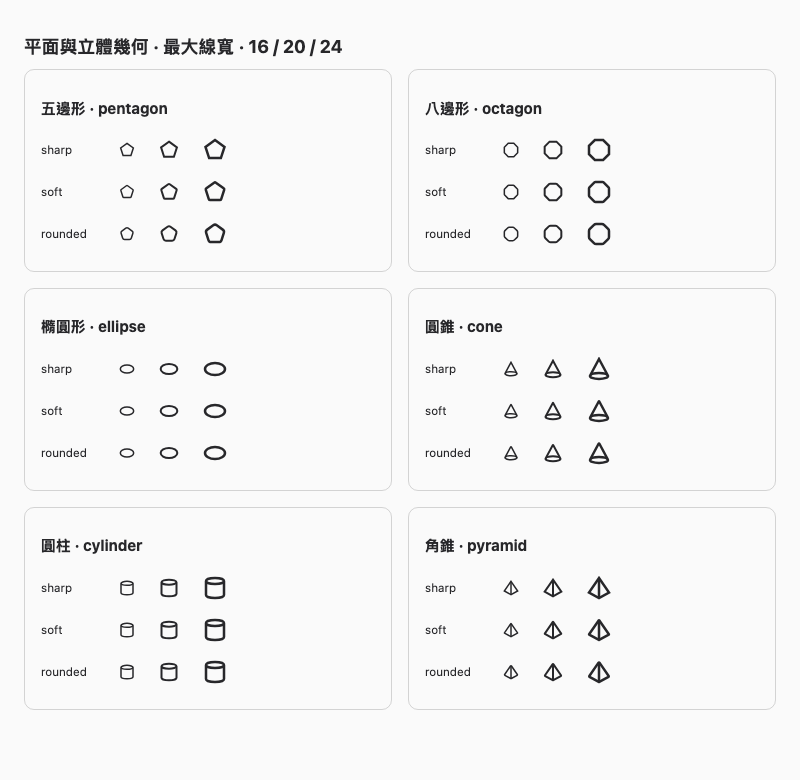 平面與立體幾何 · 最大線寬 · 16 / 20 / 24
五邊形 · pentagon
sharp
soft
rounded
八邊形 · octagon
sharp
soft
rounded
橢圓形 · ellipse
sharp
soft
rounded
圓錐 · cone
sharp
soft
rounded
圓柱 · cylinder
sharp
soft
rounded
角錐 · pyramid
sharp
soft
rounded